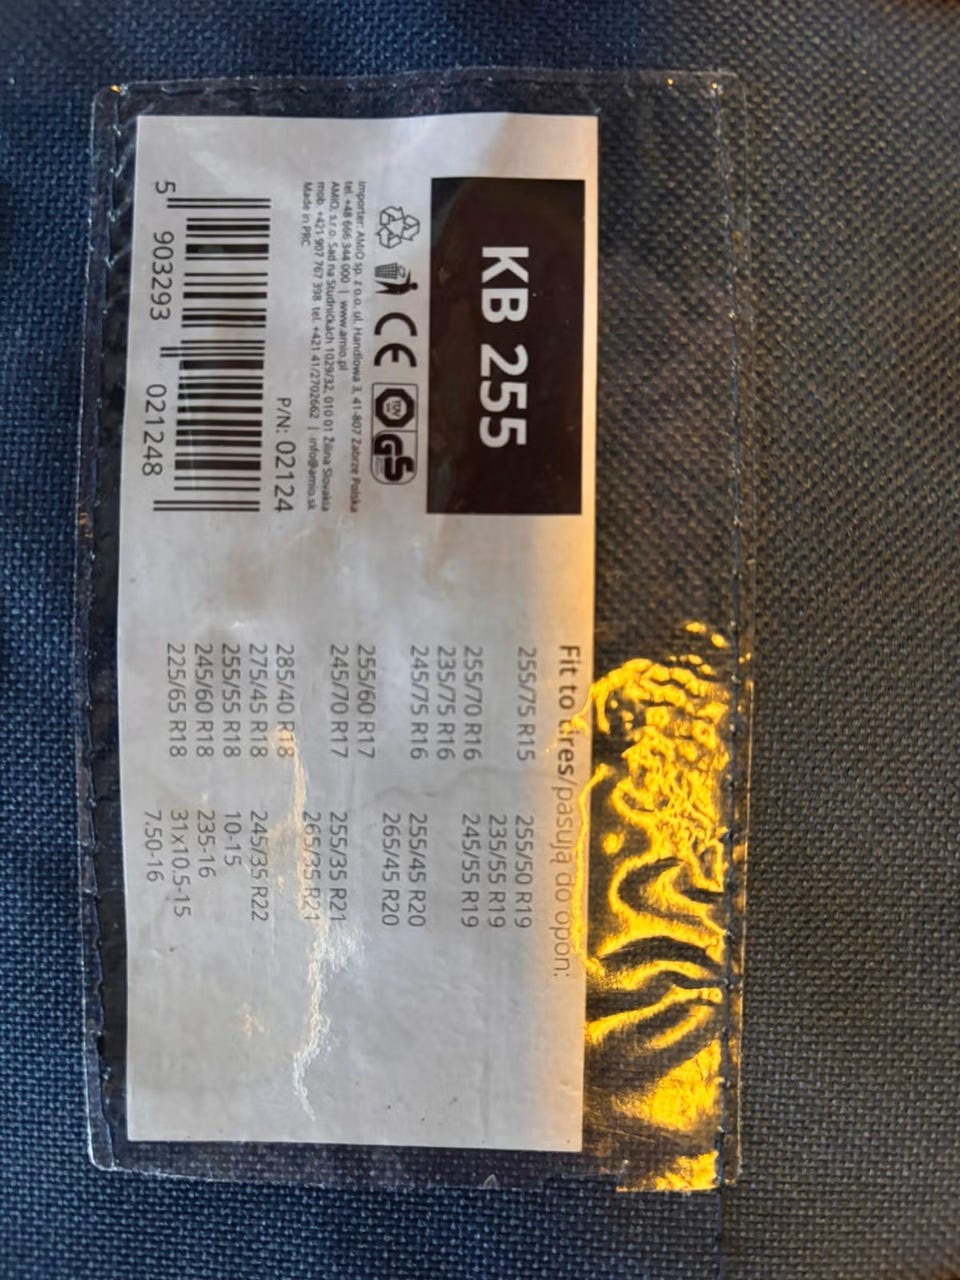 KB 255
TÜV
GS
Importer: AMiO sp. z o.o. ul. Handlowa 3, 41-807 Zabrze Polska
tel. +48 666 344 000 | www.amio.pl
AMIO, s.r.o. Sad na Studničkách 1029/32, 010 01 Žilina Slovakia
mob. +421 907 767 398 tel. +421 41/2702662 | info@amio.sk
Made in PRC
P/N: 02124
5 903293 021248
Fit to tires/pasują do opon:
255/75 R15
255/70 R16
235/75 R16
245/75 R16
255/60 R17
245/70 R17
285/40 R18
275/45 R18
255/55 R18
245/60 R18
225/65 R18
255/50 R19
235/55 R19
245/55 R19
255/45 R20
265/45 R20
255/35 R21
265/35 R21
245/35 R22
10-15
235-16
31x10.5-15
7.50-16